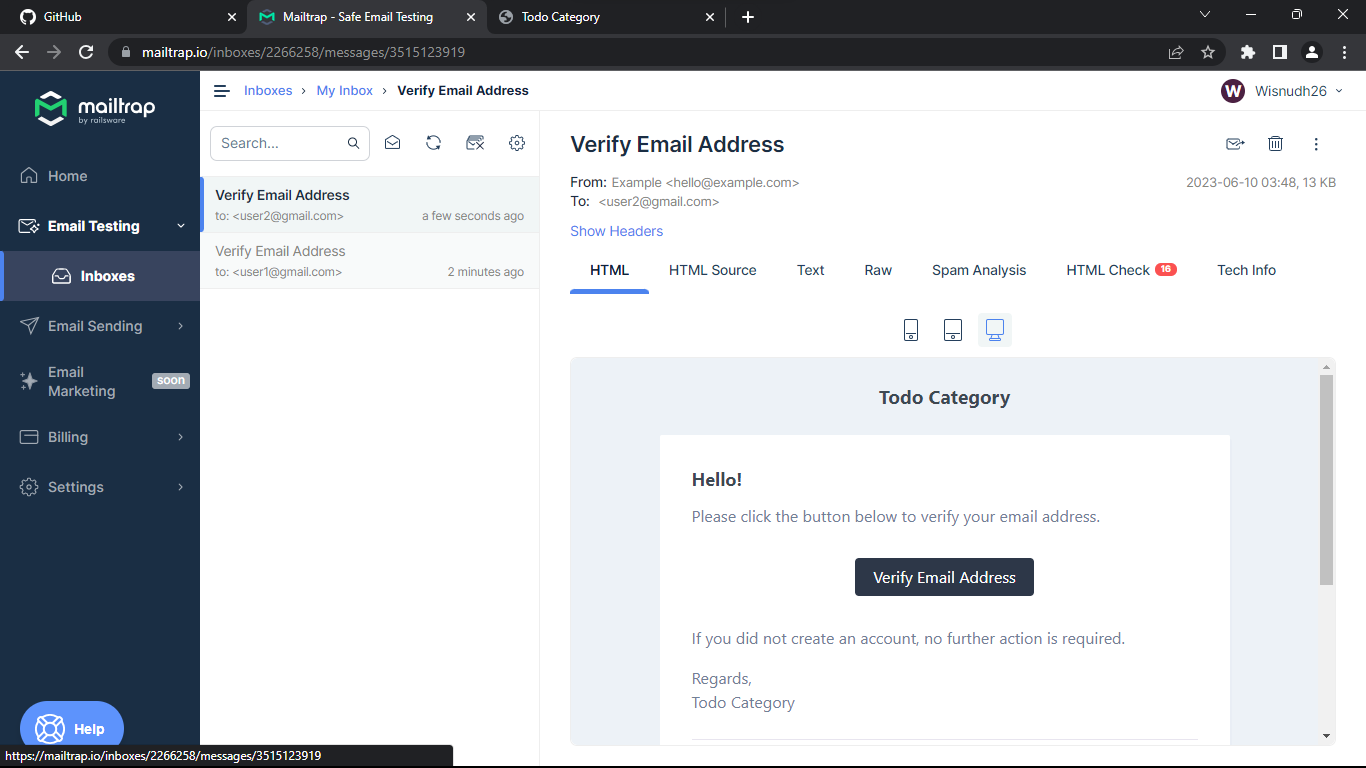 GitHub
Mailtrap - Safe Email Testing
Todo Category
mailtrap.io/inboxes/2266258/messages/3515123919
mailtrap
by railsware
Home
Email Testing
Inboxes
Email Sending
Email Marketing
soon
Billing
Settings
Help
https://mailtrap.io/inboxes/2266258/messages/3515123919
Inboxes › My Inbox › Verify Email Address
W Wisnudh26
Search...
Verify Email Address
to: <user2@gmail.com> a few seconds ago
Verify Email Address
to: <user1@gmail.com> 2 minutes ago
Verify Email Address
From: Example <hello@example.com> 2023-06-10 03:48, 13 KB
To: <user2@gmail.com>
Show Headers
HTML HTML Source Text Raw Spam Analysis HTML Check 16 Tech Info
Todo Category
Hello!
Please click the button below to verify your email address.
Verify Email Address
If you did not create an account, no further action is required.
Regards,
Todo Category